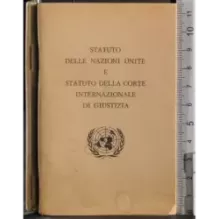 STATUTO
DELLE NAZIONI UNITE
E
STATUTO DELLA CORTE
INTERNAZIONALE
DI GIUSTIZIA